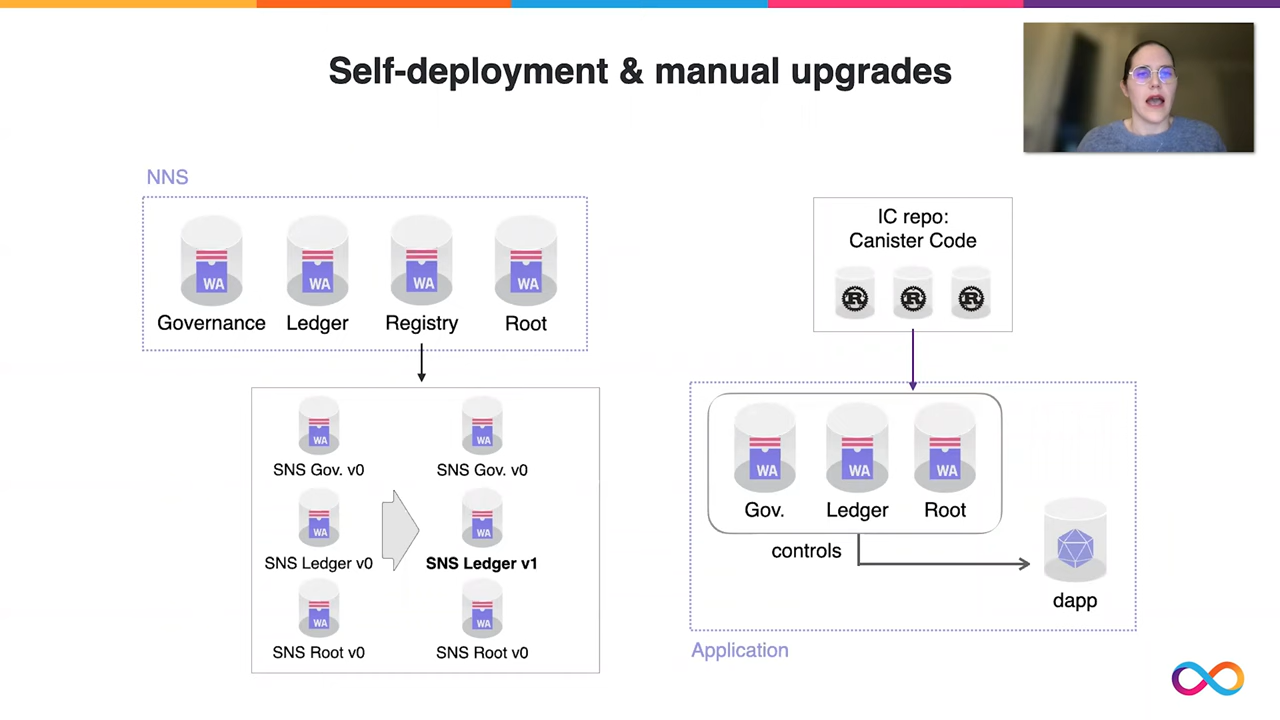 Self-deployment & manual upgrades
NNS
WA
WA
WA
WA
Governance
Ledger
Registry
Root
WA
WA
SNS Gov. v0
SNS Gov. v0
WA
WA
SNS Ledger v0
SNS Ledger v1
WA
WA
SNS Root v0
SNS Root v0
IC repo:
Canister Code
R
R
R
WA
WA
WA
Gov.
Ledger
Root
controls
dapp
Application